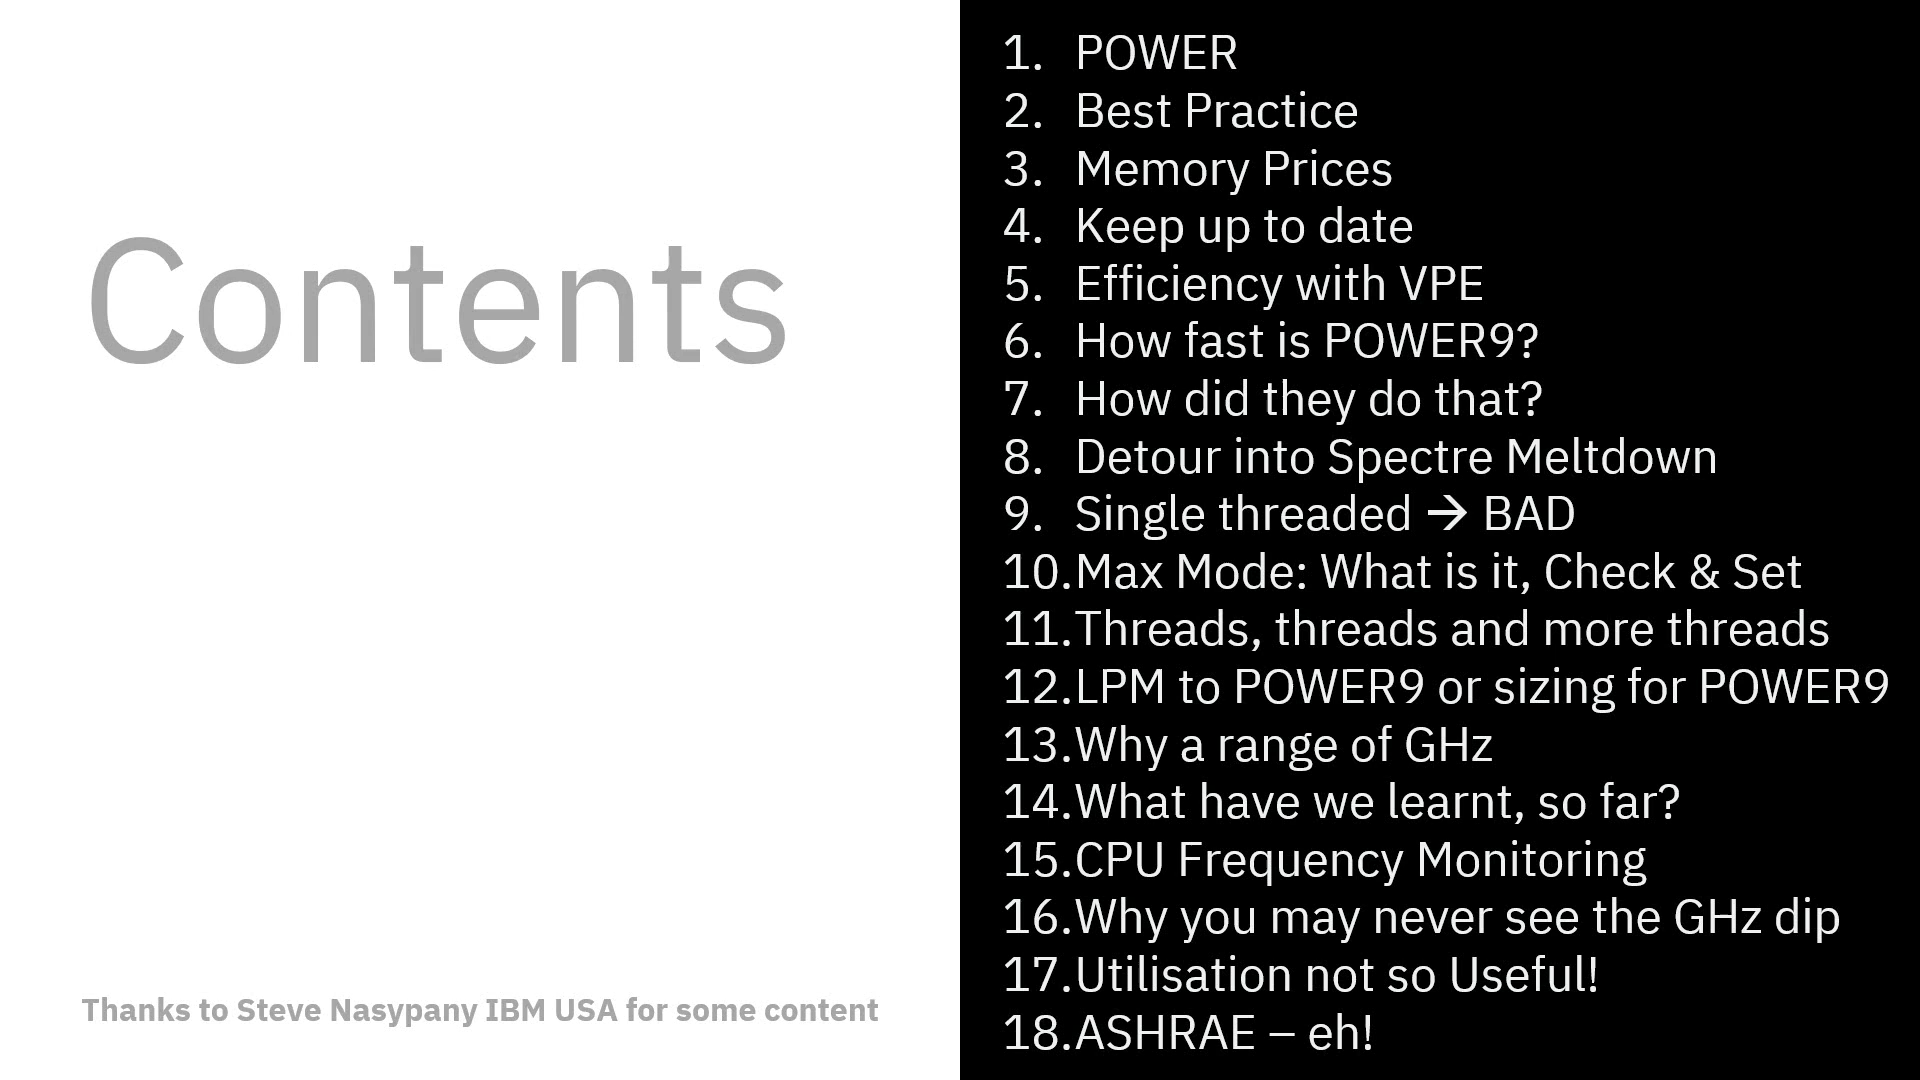 Contents
Thanks to Steve Nasypany IBM USA for some content
1. POWER
2. Best Practice
3. Memory Prices
4. Keep up to date
5. Efficiency with VPE
6. How fast is POWER9?
7. How did they do that?
8. Detour into Spectre Meltdown
9. Single threaded → BAD
10.Max Mode: What is it, Check & Set
11.Threads, threads and more threads
12.LPM to POWER9 or sizing for POWER9
13.Why a range of GHz
14.What have we learnt, so far?
15.CPU Frequency Monitoring
16.Why you may never see the GHz dip
17.Utilisation not so Useful!
18.ASHRAE – eh!